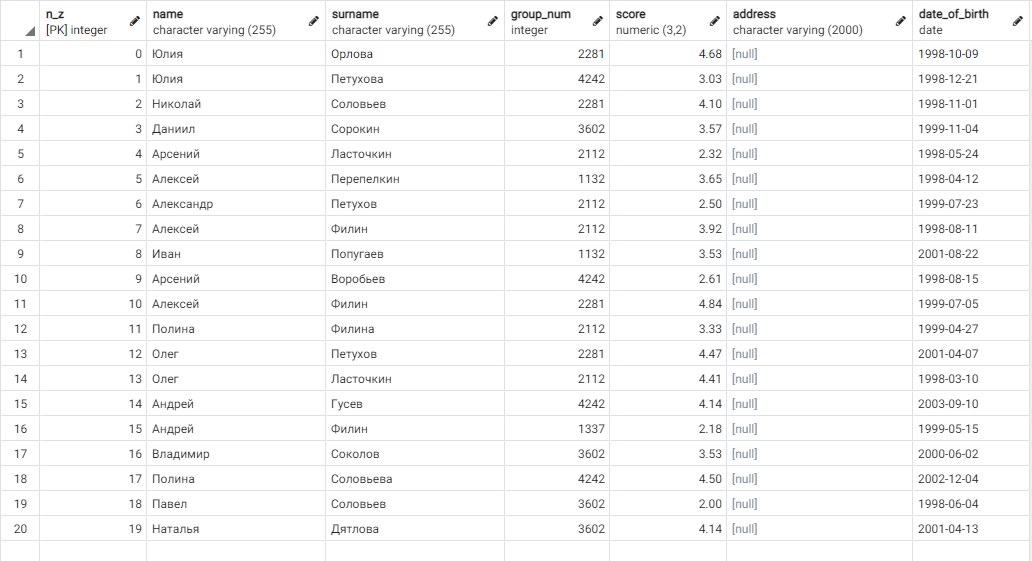 n_z name surname group_num score address date_of_birth
[PK] integer character varying (255) character varying (255) integer numeric (3,2) character varying (2000) date
1 0 Юлия Орлова 2281 4.68 [null] 1998-10-09
2 1 Юлия Петухова 4242 3.03 [null] 1998-12-21
3 2 Николай Соловьев 2281 4.10 [null] 1998-11-01
4 3 Даниил Сорокин 3602 3.57 [null] 1999-11-04
5 4 Арсений Ласточкин 2112 2.32 [null] 1998-05-24
6 5 Алексей Перепелкин 1132 3.65 [null] 1998-04-12
7 6 Александр Петухов 2112 2.50 [null] 1999-07-23
8 7 Алексей Филин 2112 3.92 [null] 1998-08-11
9 8 Иван Попугаев 1132 3.53 [null] 2001-08-22
10 9 Арсений Воробьев 4242 2.61 [null] 1998-08-15
11 10 Алексей Филин 2281 4.84 [null] 1999-07-05
12 11 Полина Филина 2112 3.33 [null] 1999-04-27
13 12 Олег Петухов 2281 4.47 [null] 2001-04-07
14 13 Олег Ласточкин 2112 4.41 [null] 1998-03-10
15 14 Андрей Гусев 4242 4.14 [null] 2003-09-10
16 15 Андрей Филин 1337 2.18 [null] 1999-05-15
17 16 Владимир Соколов 3602 3.53 [null] 2000-06-02
18 17 Полина Соловьева 4242 4.50 [null] 2002-12-04
19 18 Павел Соловьев 3602 2.00 [null] 1998-06-04
20 19 Наталья Дятлова 3602 4.14 [null] 2001-04-13